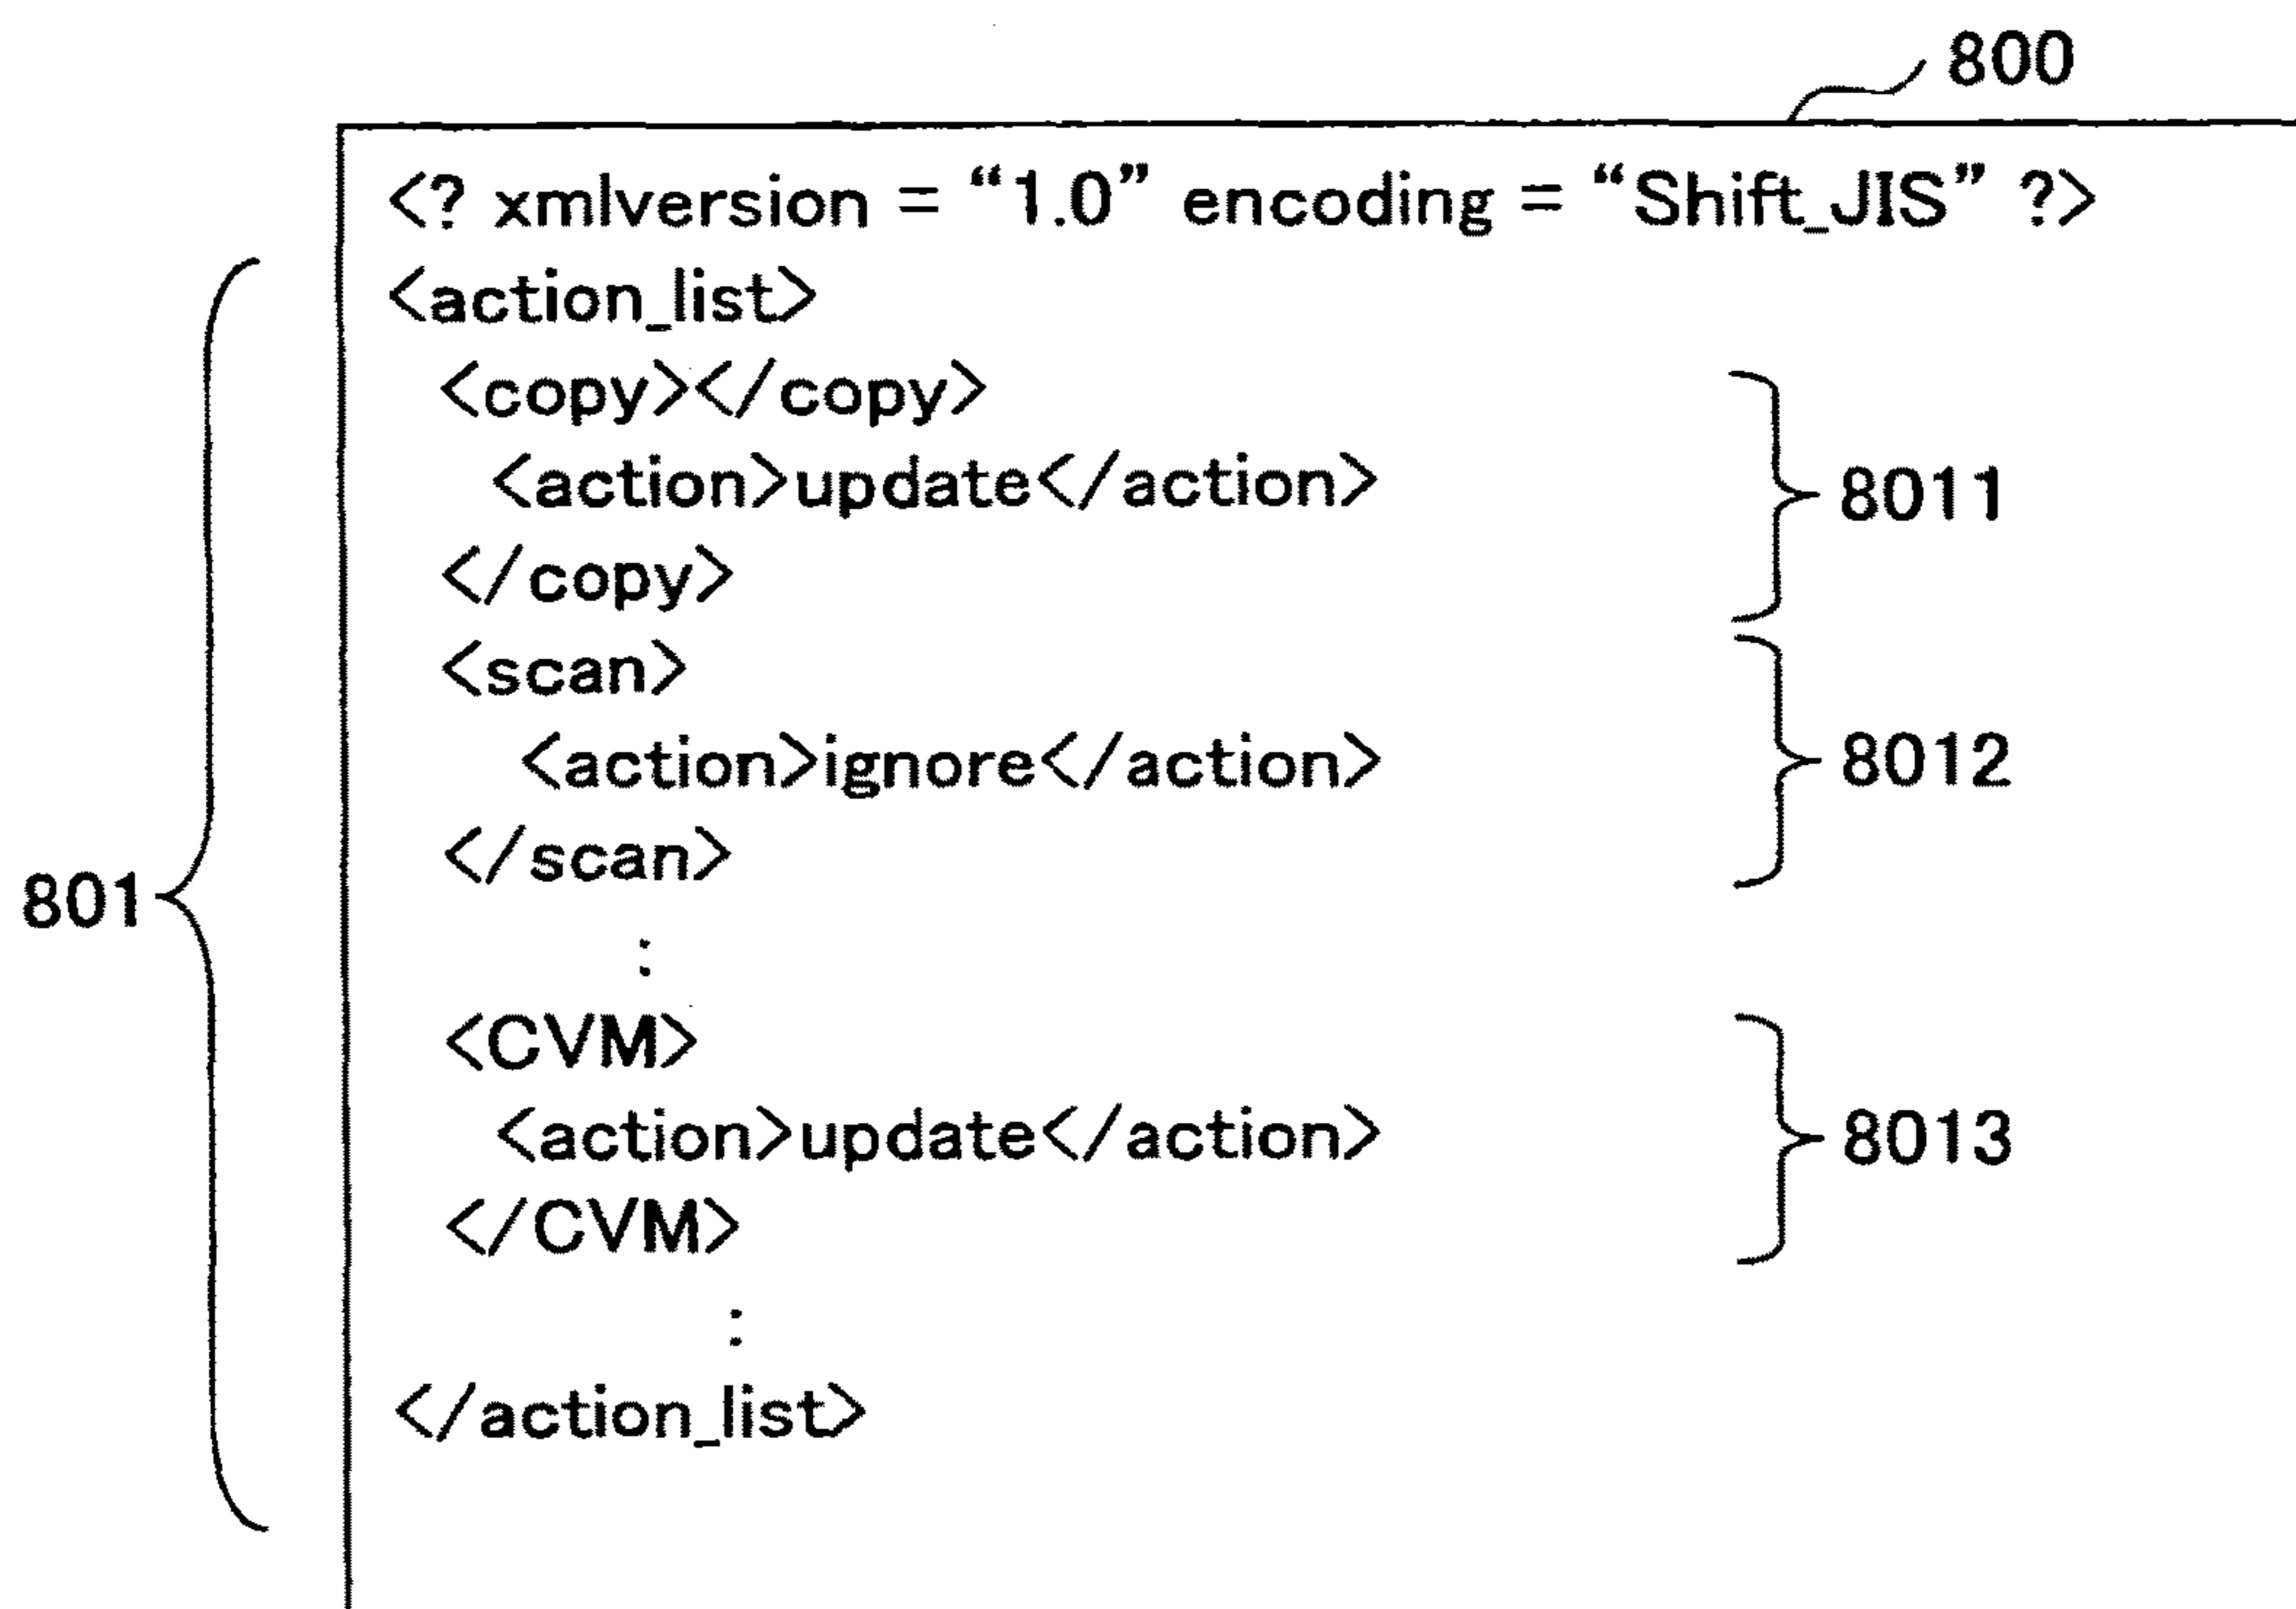 800
<? xmlversion = “1.0” encoding = “Shift_JIS” ?>
<action_list>
<copy></copy>
<action>update</action>
8011
</copy>
<scan>
<action>ignore</action>
8012
</scan>
801
:
<CVM>
<action>update</action>
8013
</CVM>
:
</action_list>